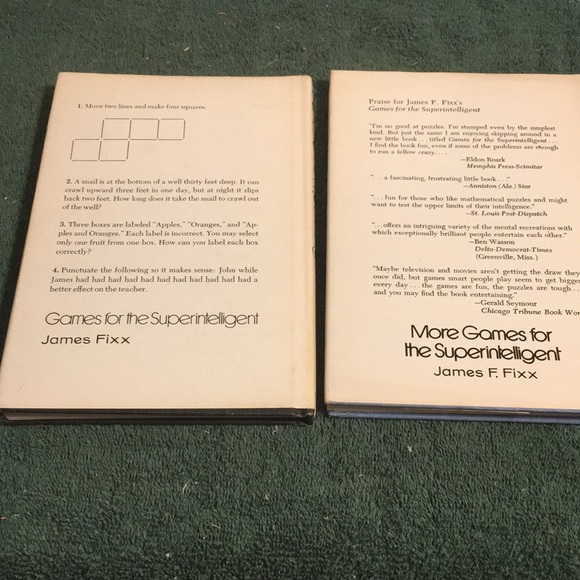 1. Move two lines and make four squares.
2. A snail is at the bottom of a well thirty feet deep. It can
crawl upward three feet in one day, but at night it slips
back two feet. How long does it take the snail to crawl out
of the well?
3. Three boxes are labeled "Apples," "Oranges," and "Ap-
ples and Oranges." Each label is incorrect. You may select
only one fruit from one box. How can you label each box
correctly?
4. Punctuate the following so it makes sense: John while
James had had had had had had had had had had had a
better effect on the teacher.
Games for the Superintelligent
James Fixx
Praise for James F. Fixx's
Games for the Superintelligent
"I'm no good at puzzles. I'm stumped even by the simplest
kind. But just the same I am enjoying skipping around in a
new little book . . . titled Games for the Superintelligent. . . .
I find the book fun, even if some of the problems are enough
to run a fellow crazy. . . .
—Eldon Roark
Memphis Press-Scimitar
". . . a fascinating, frustrating little book . . ."
—Anniston (Ala.) Star
". . . fun for those who like mathematical puzzles and might
want to test the upper limits of their intelligence."
—St. Louis Post-Dispatch
". . . offers an intriguing variety of the mental recreations with
which exceptionally brilliant people entertain each other."
—Ben Wasson
Delta-Democrat-Times
(Greenville, Miss.)
"Maybe television and movies aren't getting the draw they
once did, but games smart people play seem to get bigger
every day . . . the games are fun, the puzzles are tough . . .
and you may find the book entertaining."
—Gerald Seymour
Chicago Tribune Book Wor
More Games for
the Superintelligent
James F. Fixx